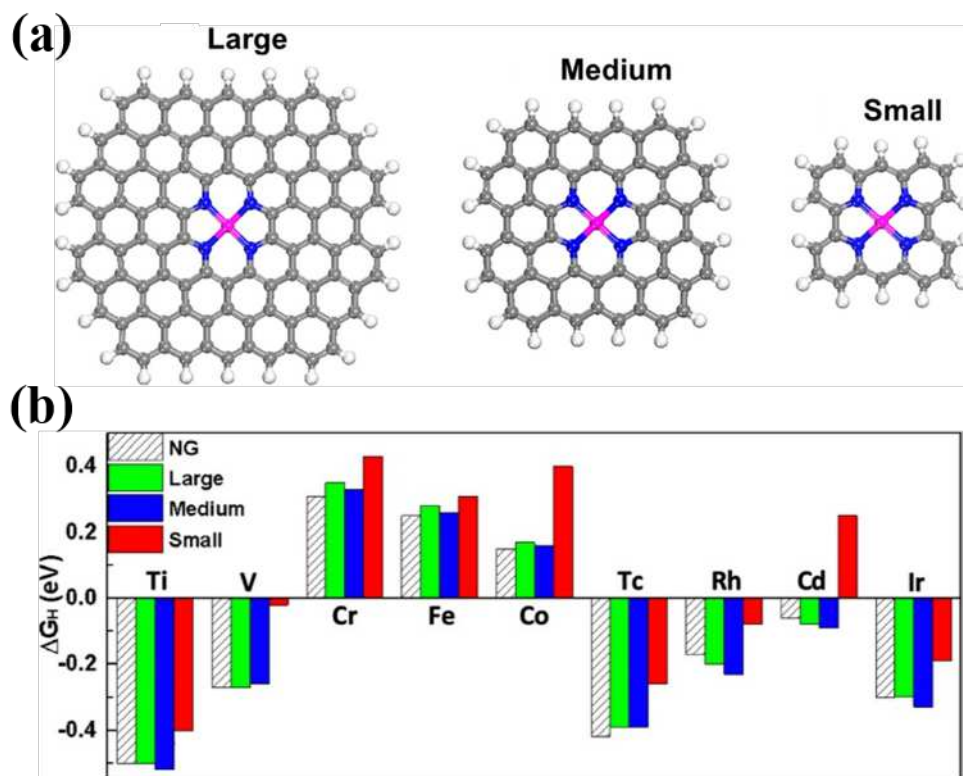 (a)
Large
Medium
Small
(b)
NG
Large
Medium
Small
0.4
0.2
0.0
-0.2
-0.4
ΔGH (eV)
Ti V Cr Fe Co Tc Rh Cd Ir